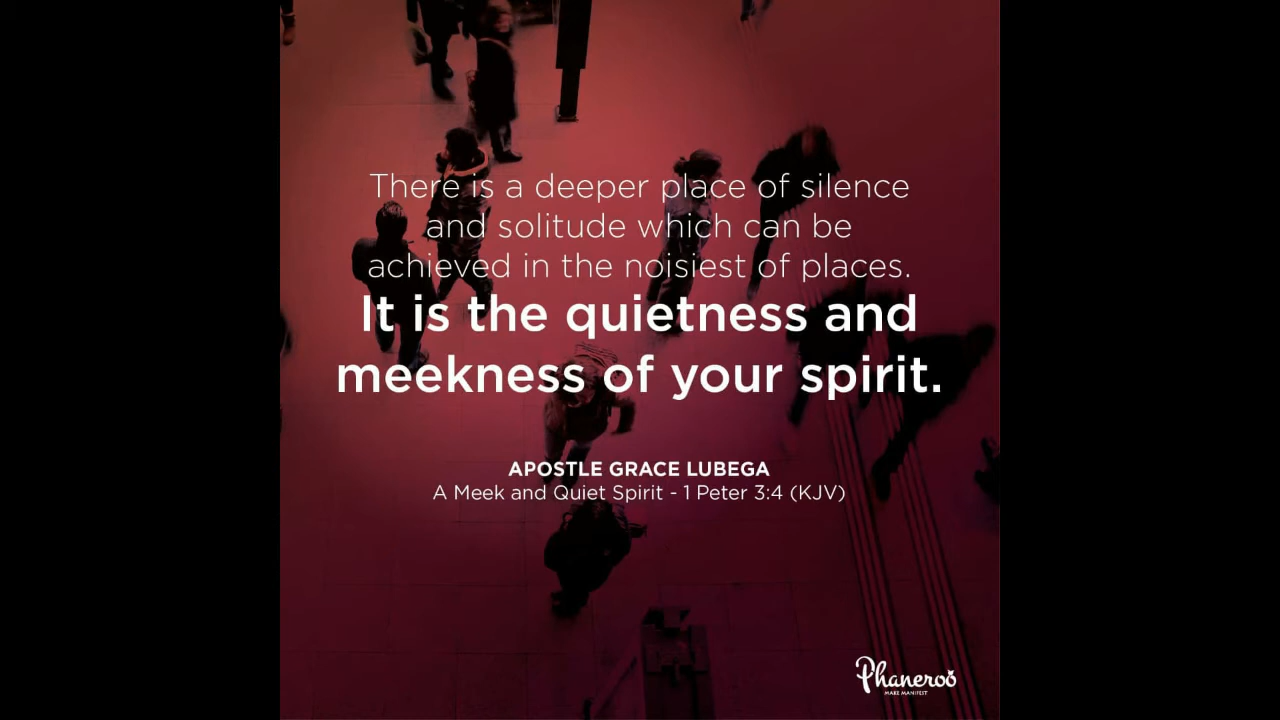 There is a deeper place of silence
and solitude which can be
achieved in the noisiest of places.
It is the quietness and
meekness of your spirit.
APOSTLE GRACE LUBEGA
A Meek and Quiet Spirit - 1 Peter 3:4 (KJV)
Phaneroo
MAKE MANIFEST